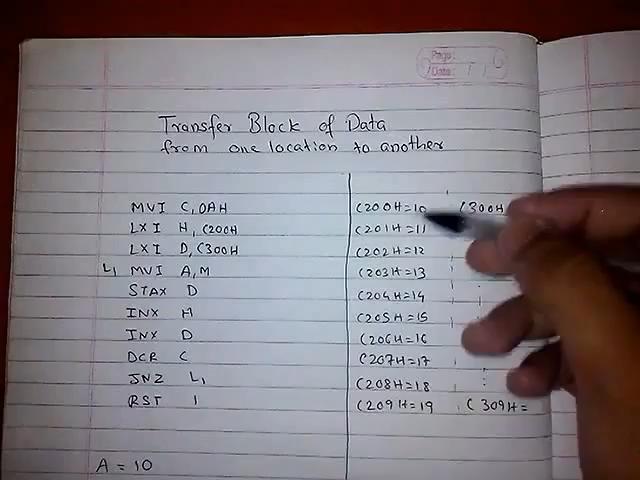 Page:
Date: / /
Transfer Block of Data
from one location to another
MVI C, 0AH
LXI H, C200H
LXI D, C300H
L1 MVI A, M
STAX D
INX H
INX D
DCR C
JNZ L1
RST 1
A = 10
C200H=10 C300H
C201H=11
C202H=12
C203H=13
C204H=14
C205H=15
C206H=16
C207H=17
C208H=18
C209H=19 C309H=